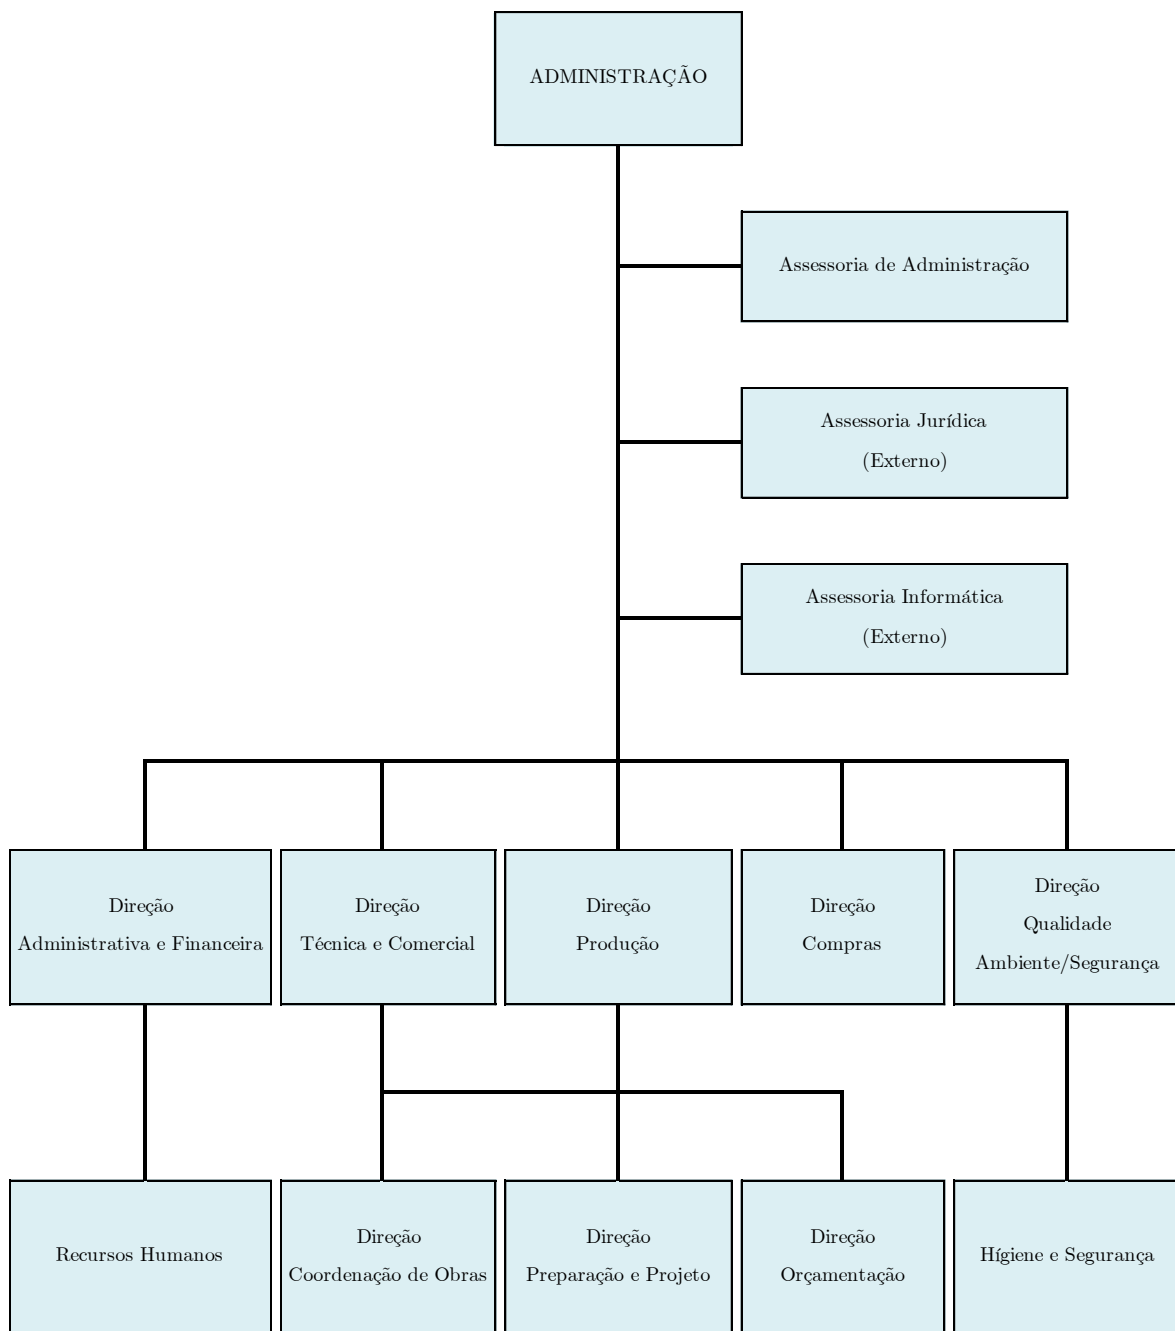 ADMINISTRAÇÃO
Assessoria de Administração
Assessoria Jurídica
(Externo)
Assessoria Informática
(Externo)
Direção
Administrativa e Financeira
Direção
Técnica e Comercial
Direção
Produção
Direção
Compras
Direção
Qualidade
Ambiente/Segurança
Recursos Humanos
Direção
Coordenação de Obras
Direção
Preparação e Projeto
Direção
Orçamentação
Hígiene e Segurança